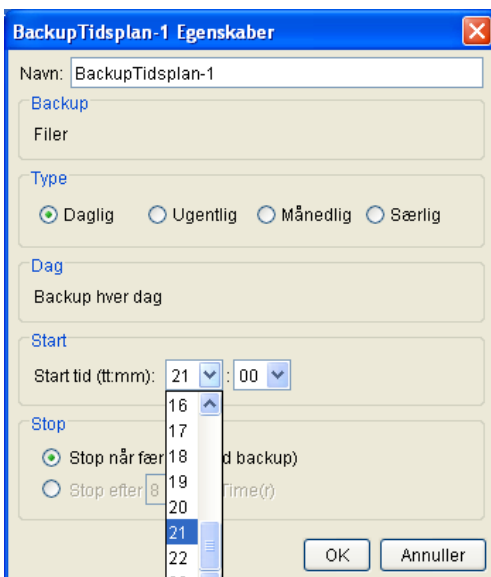 BackupTidsplan-1 Egenskaber
Navn: BackupTidsplan-1
Backup
Filer
Type
Daglig Ugentlig Månedlig Særlig
Dag
Backup hver dag
Start
Start tid (tt:mm): 21 : 00
16
Stop
17
Stop når fær 18 d backup)
19
Stop efter 8 Time(r)
20
21
22
OK Annuller